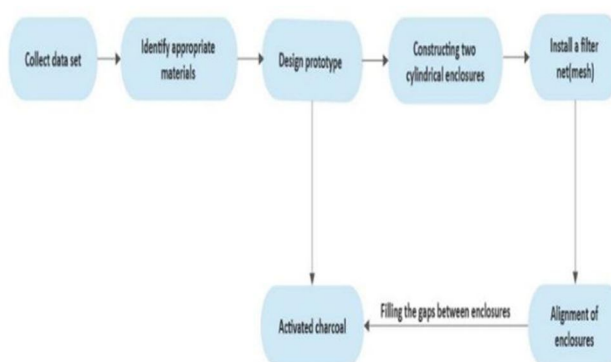 Collect data set
Identify appropriate
materials
Design prototype
Constructing two
cylindrical enclosures
Install a filter
net(mesh)
Filling the gaps between enclosures
Activated charcoal
Alignment of
enclosures